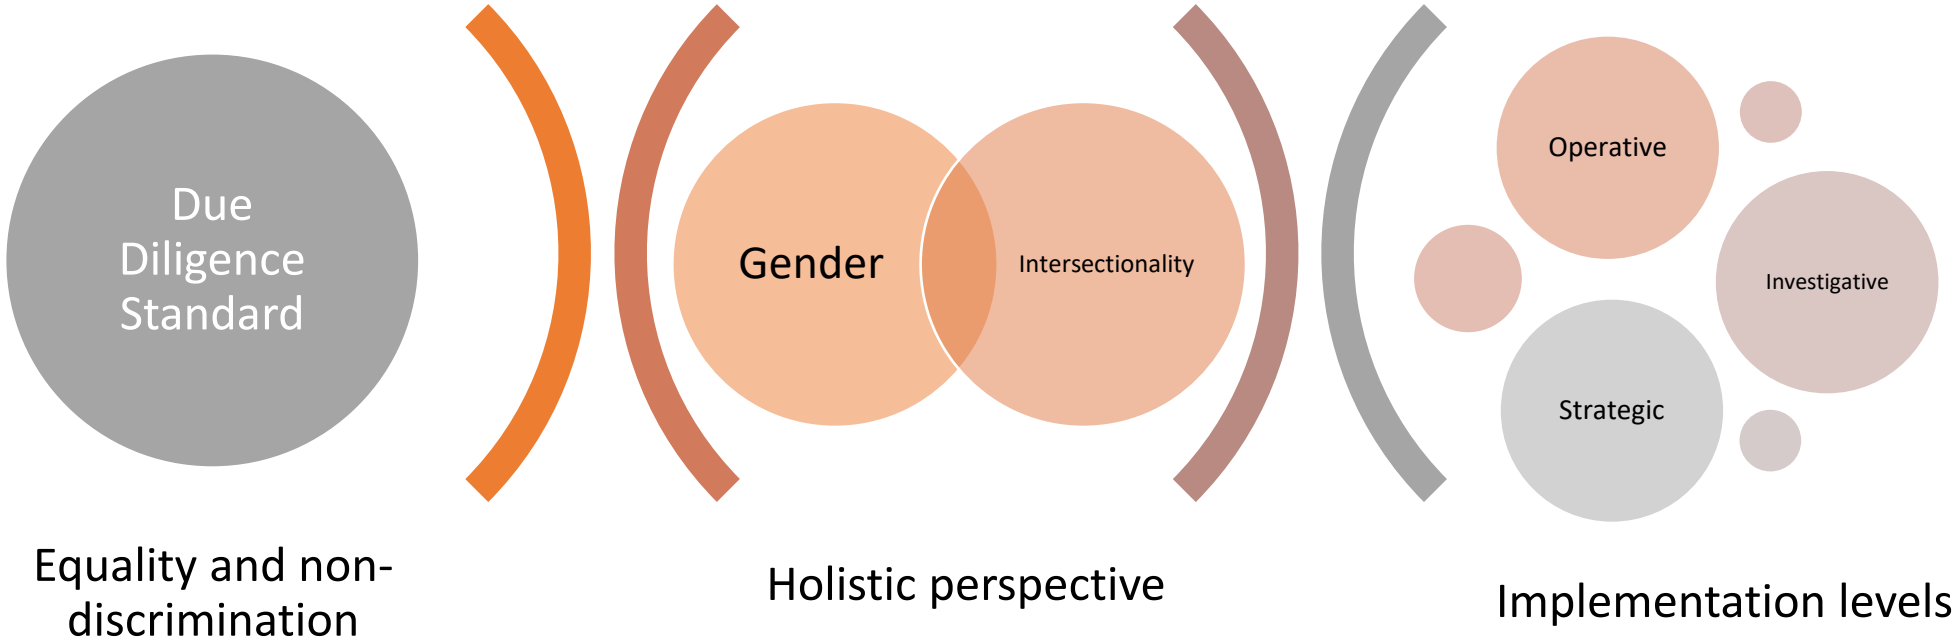 Due
Diligence
Standard
Equality and non-
discrimination
Gender
Intersectionality
Holistic perspective
Operative
Investigative
Strategic
Implementation levels